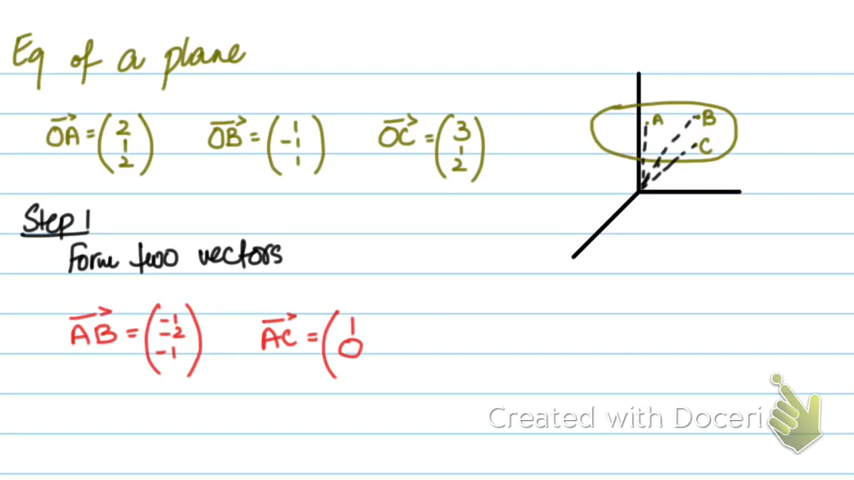 Eq of a plane
OA = (2 1 2) OB = (1 -1 1) OC = (3 1 2)
A B C
Step 1
Form two vectors
AB = (-1 -2 -1) AC = (1 0
Created with Doceri